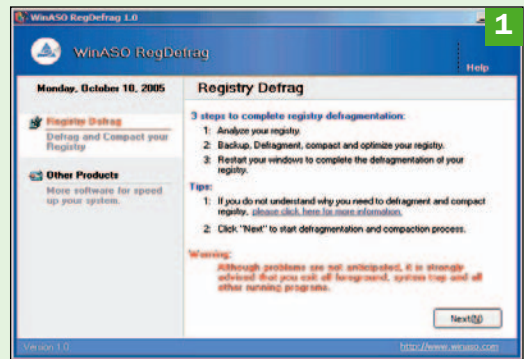 WinASO RegDefrag 1.0
1
WinASO RegDefrag
Help
Monday, October 10, 2005
Registry Defrag
Defrag and Compact your
Registry
Other Products
More software for speed
up your system.
Registry Defrag
3 steps to complete registry defragmentation:
1: Analyze your registry.
2: Backup, Defragment, compact and optimize your registry.
3: Restart your windows to complete the defragmentation of your
registry.
Tips:
1: If you do not understand why you need to defragment and compact
registry, please click here for more information.
2: Click "Next" to start defragmentation and compaction process.
Warning:
Although problems are not anticipated, it is strongly
advised that you exit all foreground, system tray and all
other running programs.
Next(N)
Version 1.0
http://www.winaso.com